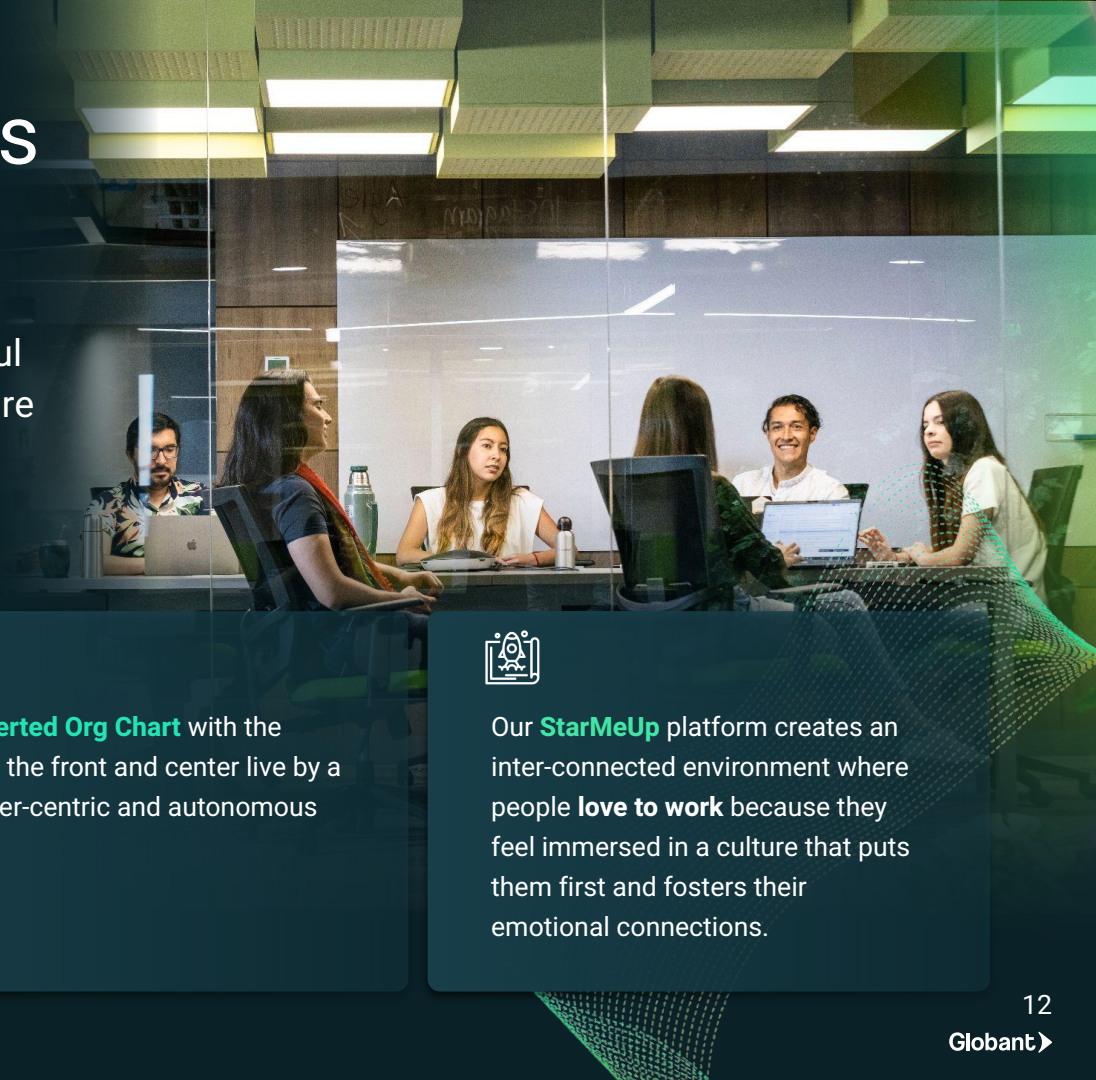 s
ul
re
erted Org Chart with the
the front and center live by a
er-centric and autonomous
Our StarMeUp platform creates an
inter-connected environment where
people love to work because they
feel immersed in a culture that puts
them first and fosters their
emotional connections.
12
Globant